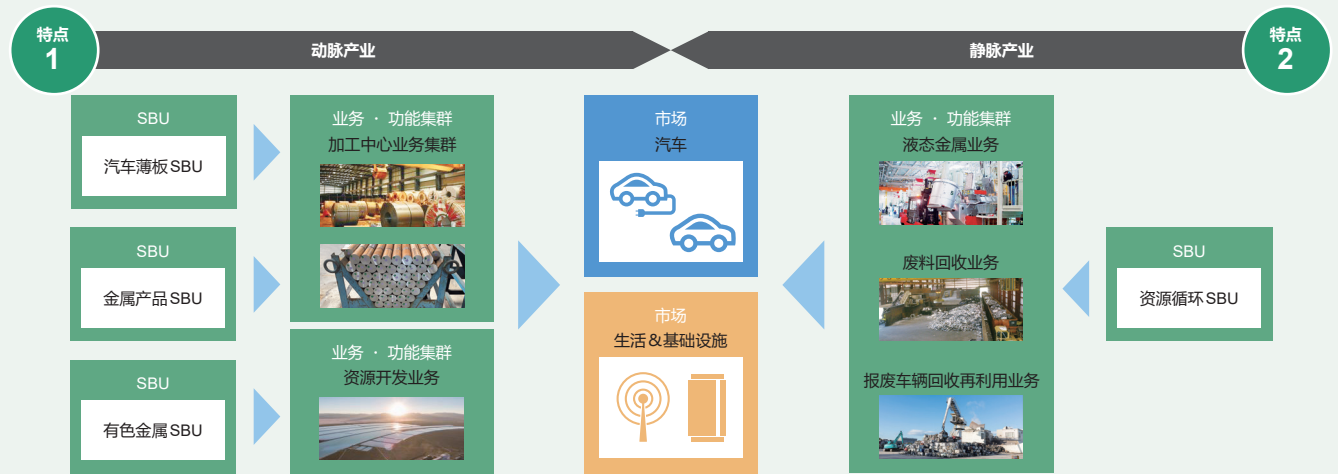 特点
1
动脉产业
静脉产业
特点
2
SBU
汽车薄板SBU
SBU
金属产品SBU
SBU
有色金属SBU
业务 · 功能集群
加工中心业务集群
业务 · 功能集群
资源开发业务
市场
汽车
市场
生活&基础设施
业务 · 功能集群
液态金属业务
废料回收业务
报废车辆回收再利用业务
SBU
资源循环SBU